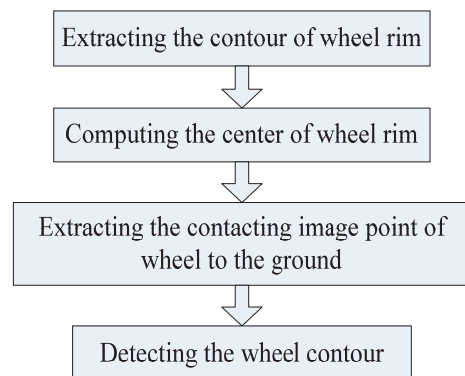 Extracting the contour of wheel rim
Computing the center of wheel rim
Extracting the contacting image point of
wheel to the ground
Detecting the wheel contour